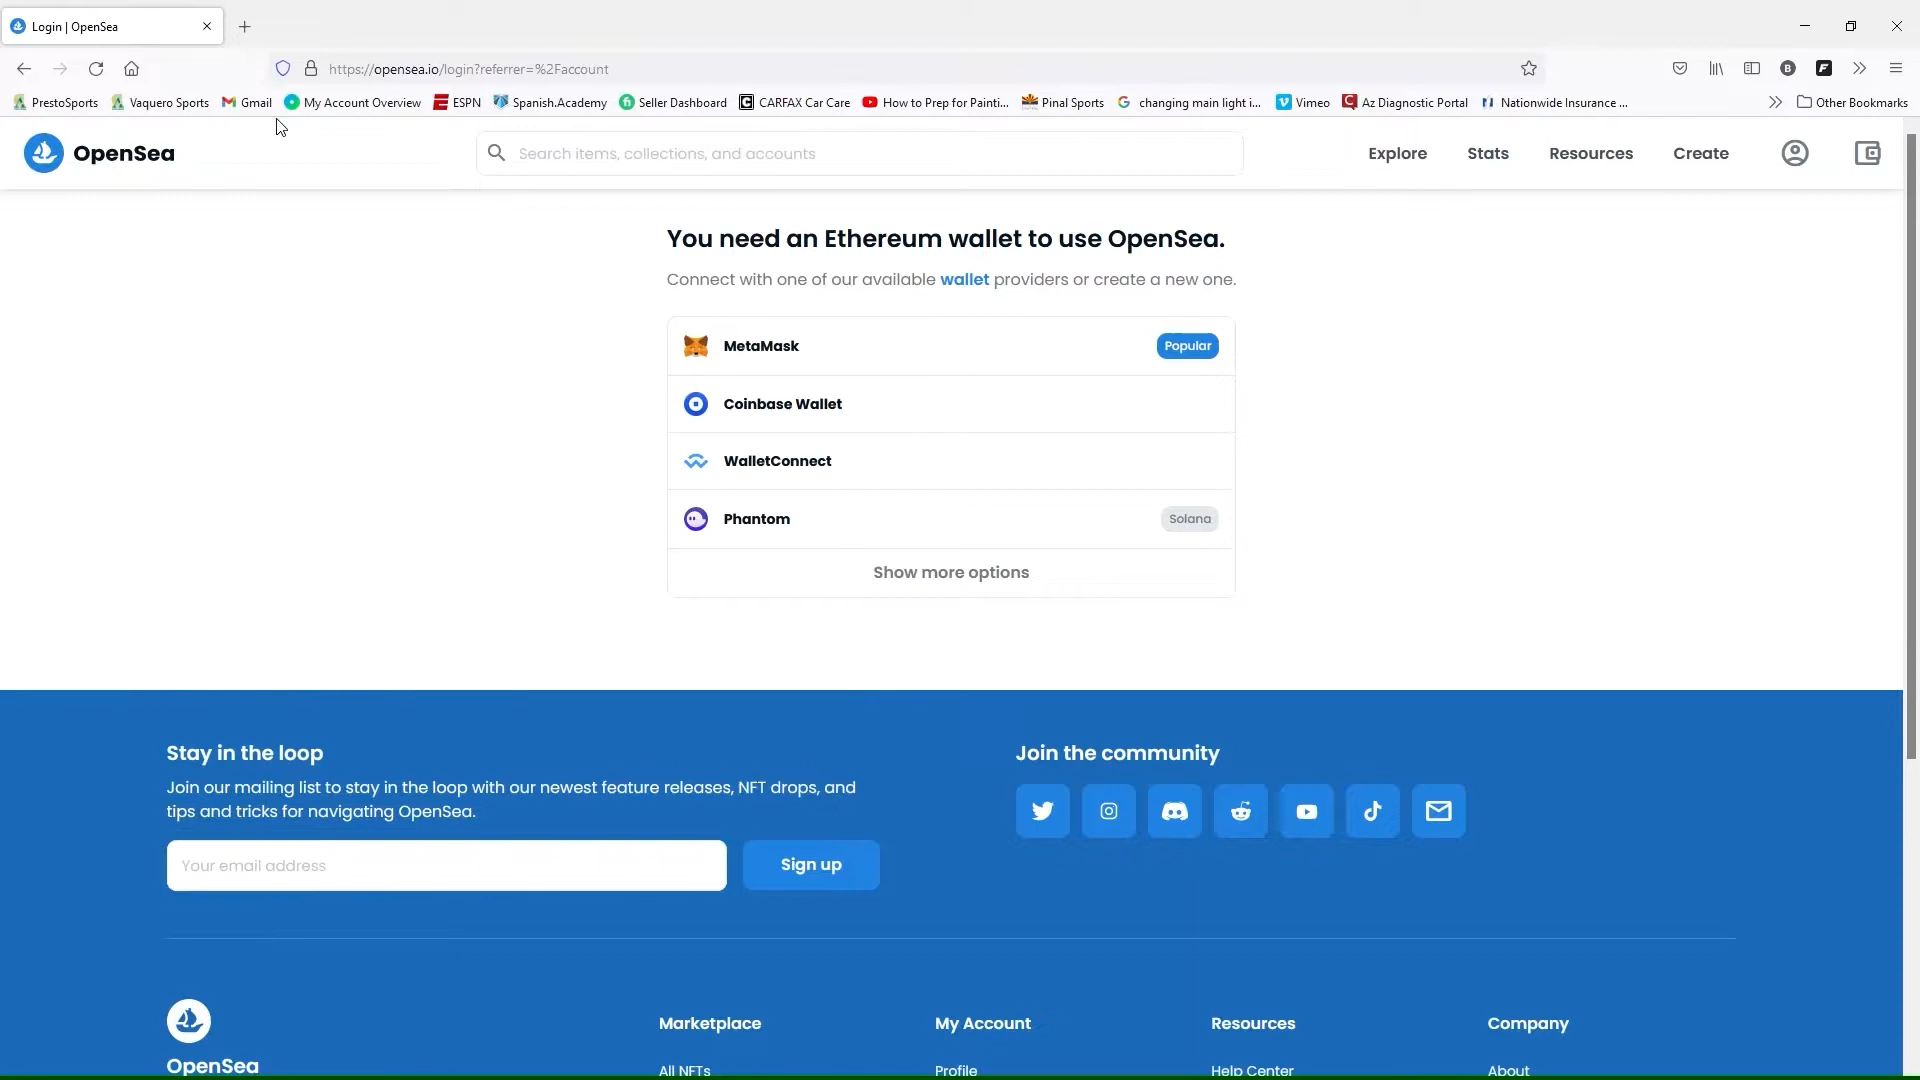 Login | OpenSea
https://opensea.io/login?referrer=%2Faccount
PrestoSports Vaquero Sports Gmail My Account Overview ESPN Spanish.Academy Seller Dashboard CARFAX Car Care How to Prep for Painti... Pinal Sports changing main light i... Vimeo Az Diagnostic Portal Nationwide Insurance ... Other Bookmarks
OpenSea Search items, collections, and accounts Explore Stats Resources Create
You need an Ethereum wallet to use OpenSea.
Connect with one of our available wallet providers or create a new one.
MetaMask Popular
Coinbase Wallet
WalletConnect
Phantom Solana
Show more options
Stay in the loop
Join our mailing list to stay in the loop with our newest feature releases, NFT drops, and
tips and tricks for navigating OpenSea.
Your email address Sign up
Join the community
OpenSea
Marketplace
All NFTs
My Account
Profile
Resources
Help Center
Company
About